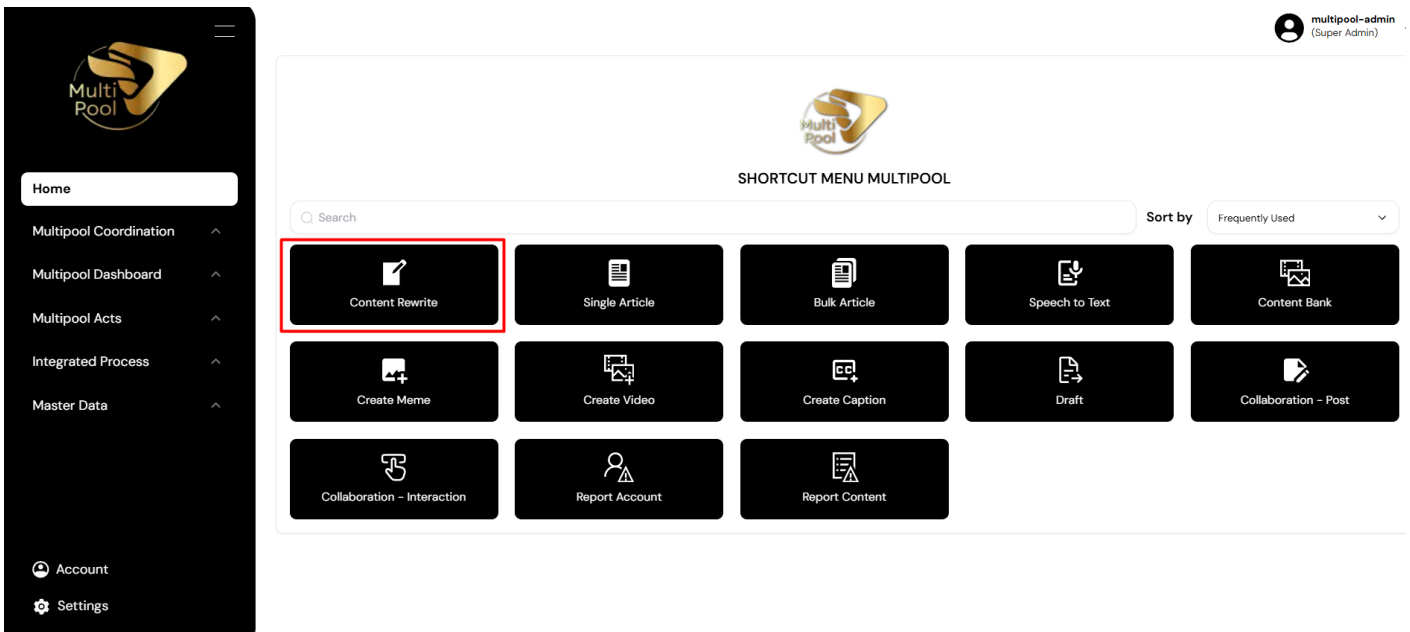 multipool-admin
(Super Admin)
Multi
Pool
Multi
Pool
SHORTCUT MENU MULTIPOOL
Home
Search
Sort by
Frequently Used
Multipool Coordination
Multipool Dashboard
Multipool Acts
Integrated Process
Master Data
Content Rewrite
Single Article
Bulk Article
Speech to Text
Content Bank
Create Meme
Create Video
CC
Create Caption
Draft
Collaboration - Post
Collaboration - Interaction
Report Account
Report Content
Account
Settings